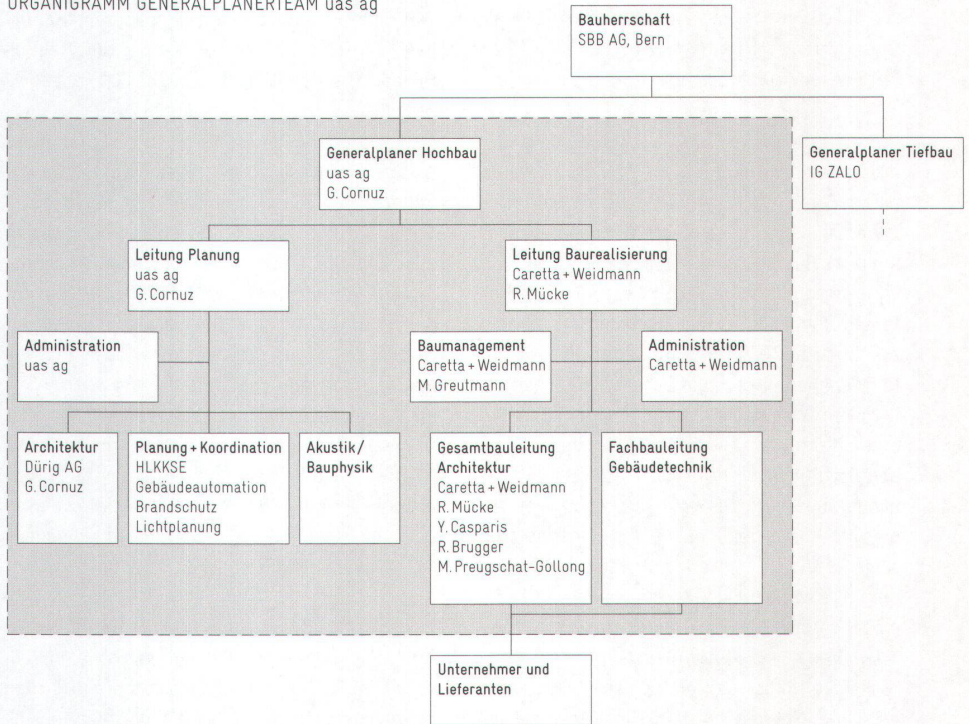 ORGANIGRAMM GENERALPLANERTEAM uas ag
Bauherrschaft
SBB AG, Bern
Generalplaner Hochbau
uas ag
G. Cornuz
Generalplaner Tiefbau
IG ZALO
Leitung Planung
uas ag
G. Cornuz
Leitung Baurealisierung
Caretta + Weidmann
R. Mücke
Administration
uas ag
Baumanagement
Caretta + Weidmann
M. Greutmann
Administration
Caretta + Weidmann
Architektur
Dürig AG
G. Cornuz
Planung + Koordination
HLKKSE
Gebäudeautomation
Brandschutz
Lichtplanung
Akustik/
Bauphysik
Gesamtbauleitung
Architektur
Caretta + Weidmann
R. Mücke
Y. Casparis
R. Brugger
M. Preugschat-Gollong
Fachbauleitung
Gebäudetechnik
Unternehmer und
Lieferanten